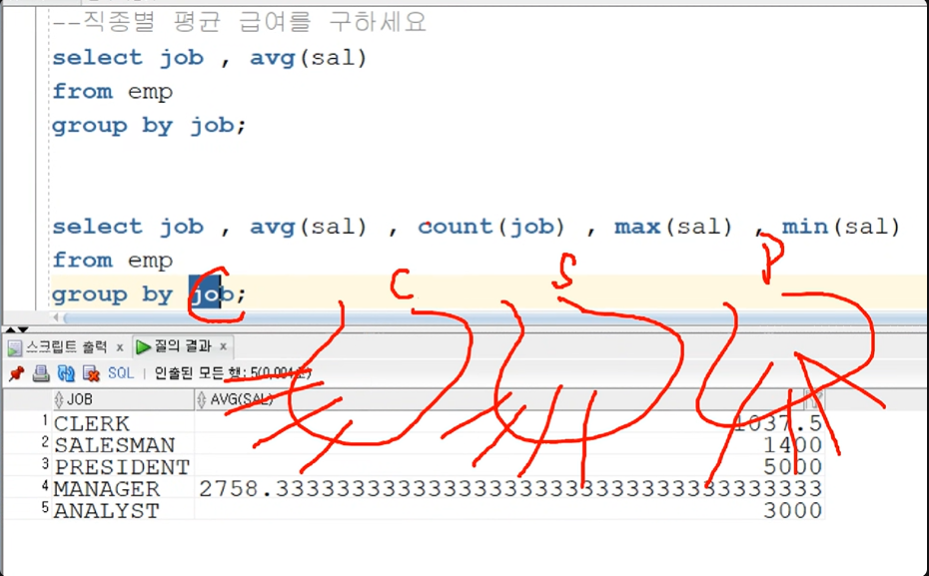 --직종별 평균 급여를 구하세요
select job , avg(sal)
from emp
group by job;
select job , avg(sal) , count(job) , max(sal) , min(sal)
from emp
group by job;
C S P
스크립트 출력 x 질의 결과 x
SQL | 인출된 모든 행: 5(0,004초)
JOB AVG(SAL)
1 CLERK 1037.5
2 SALESMAN 1400
3 PRESIDENT 5000
4 MANAGER 2758.333333333333333333333333333333333333
5 ANALYST 3000